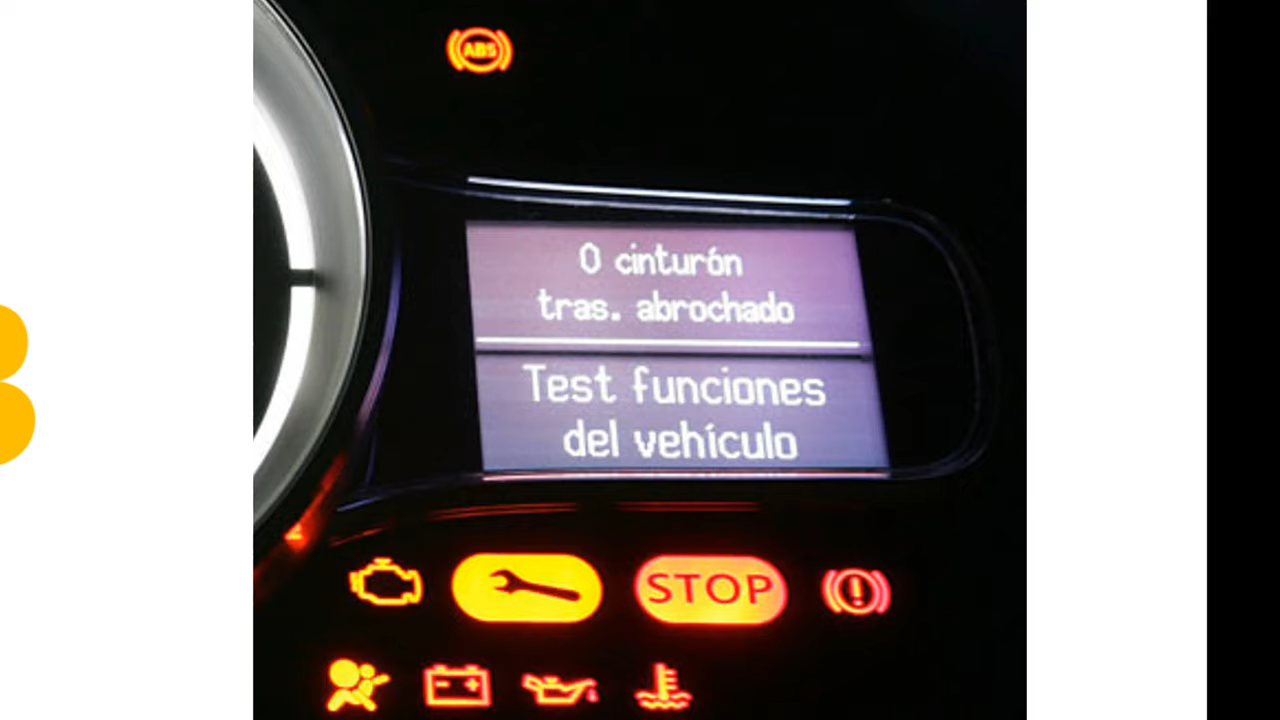 ABS
0 cinturón
tras. abrochado
Test funciones
del vehículo
STOP